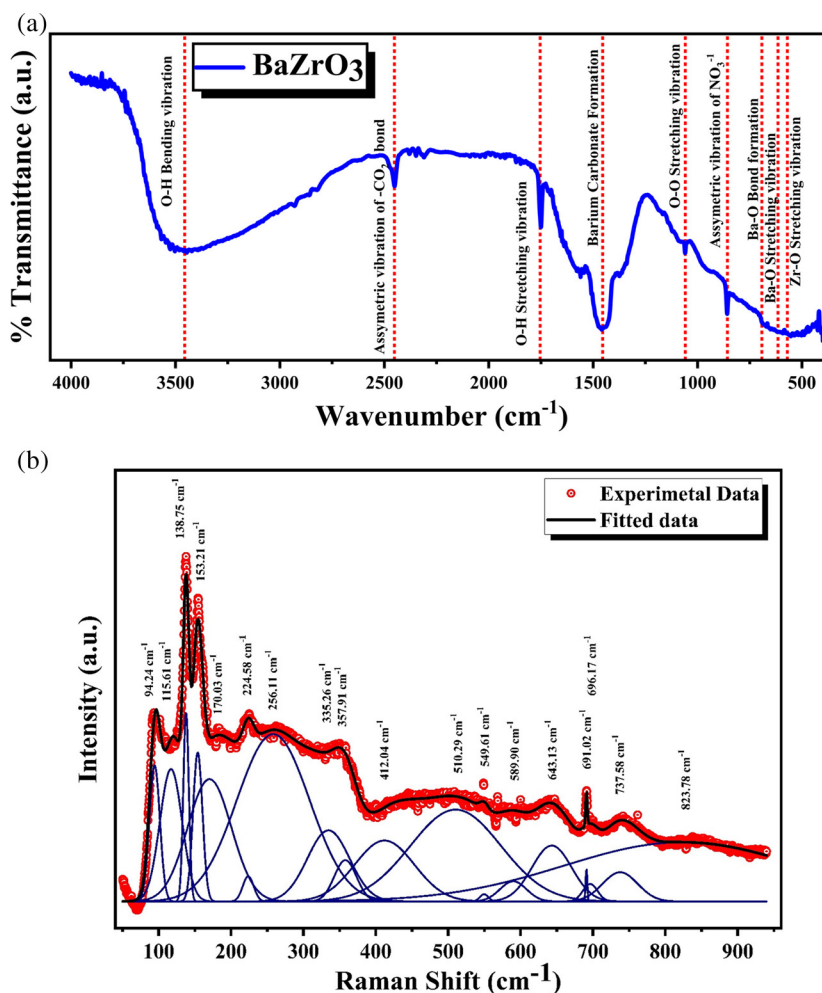 (a)
BaZrO3
% Transmittance (a.u.)
O-H Bending vibration
Assymetric vibration of -CO2 - bond
O-H Stretching vibration
Barium Carbonate Formation
O-O Stretching vibration
Assymetric vibration of NO3-1
Ba-O Bond formation
Ba-O Stretching vibration
Zr-O Stretching vibration
4000 3500 3000 2500 2000 1500 1000 500
Wavenumber (cm-1)
(b)
Experimetal Data
Fitted data
Intensity (a.u.)
94.24 cm-1
115.61 cm-1
138.75 cm-1
153.21 cm-1
170.03 cm-1
224.58 cm-1
256.11 cm-1
335.26 cm-1
357.91 cm-1
412.04 cm-1
510.29 cm-1
549.61 cm-1
589.90 cm-1
643.13 cm-1
691.02 cm-1
696.17 cm-1
737.58 cm-1
823.78 cm-1
100 200 300 400 500 600 700 800 900
Raman Shift (cm-1)